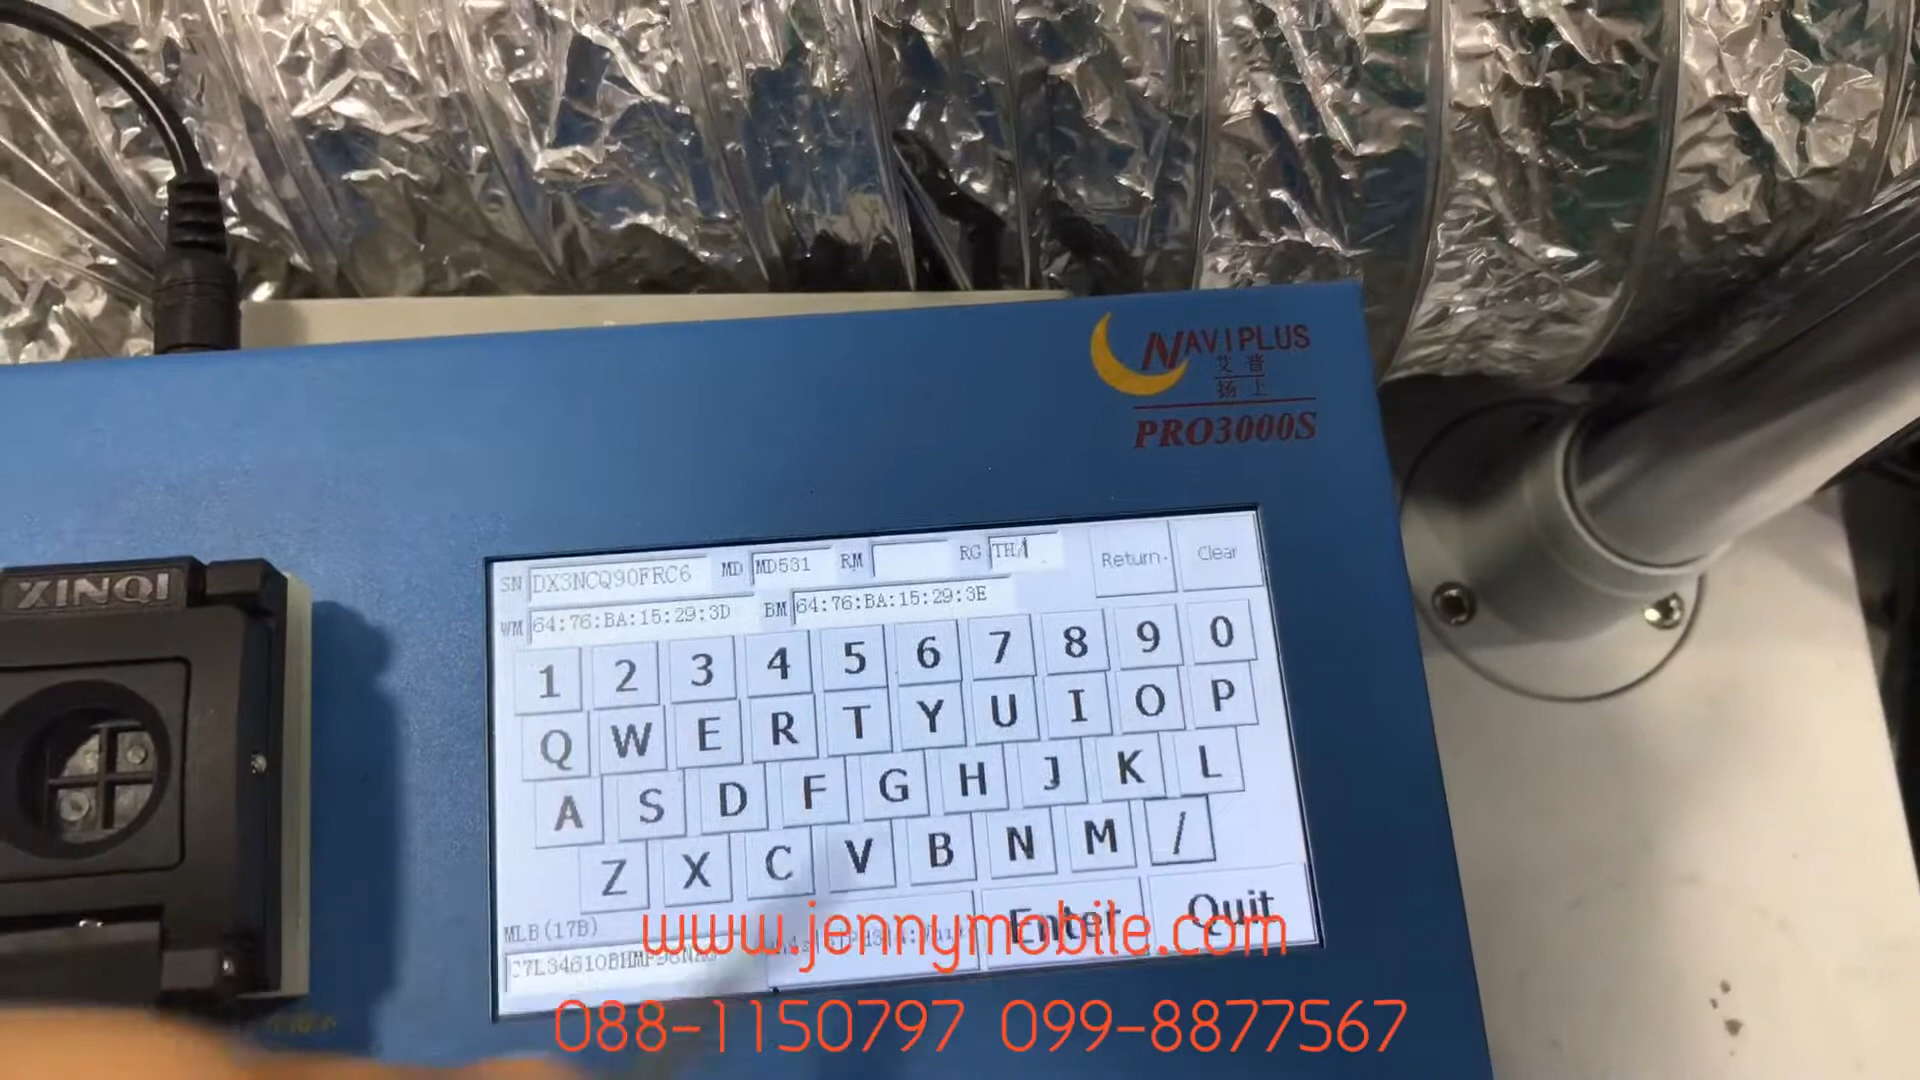 NAVIPLUS
艾普
扬上
PRO3000S
XINQI
SN DX3NCQ90FRC6 MD MD531 RM RG TH/ Return Clear
WM 64:76:BA:15:29:3D BM 64:76:BA:15:29:3E
1 2 3 4 5 6 7 8 9 0
Q W E R T Y U I O P
A S D F G H J K L
Z X C V B N M /
MLB(17B) Enter Quit
www.jennymobile.com
088-1150797 099-8877567